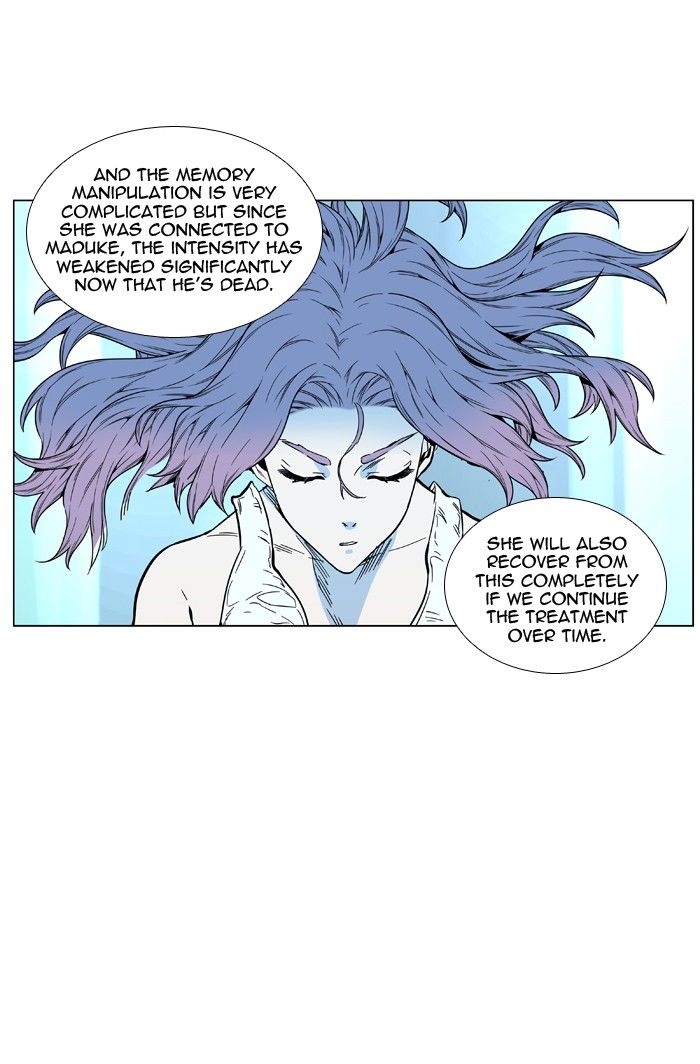 AND THE MEMORY
MANIPULATION IS VERY
COMPLICATED BUT SINCE
SHE WAS CONNECTED TO
MADUKE, THE INTENSITY HAS
WEAKENED SIGNIFICANTLY
NOW THAT HE'S DEAD.
SHE WILL ALSO
RECOVER FROM
THIS COMPLETELY
IF WE CONTINUE
THE TREATMENT
OVER TIME.